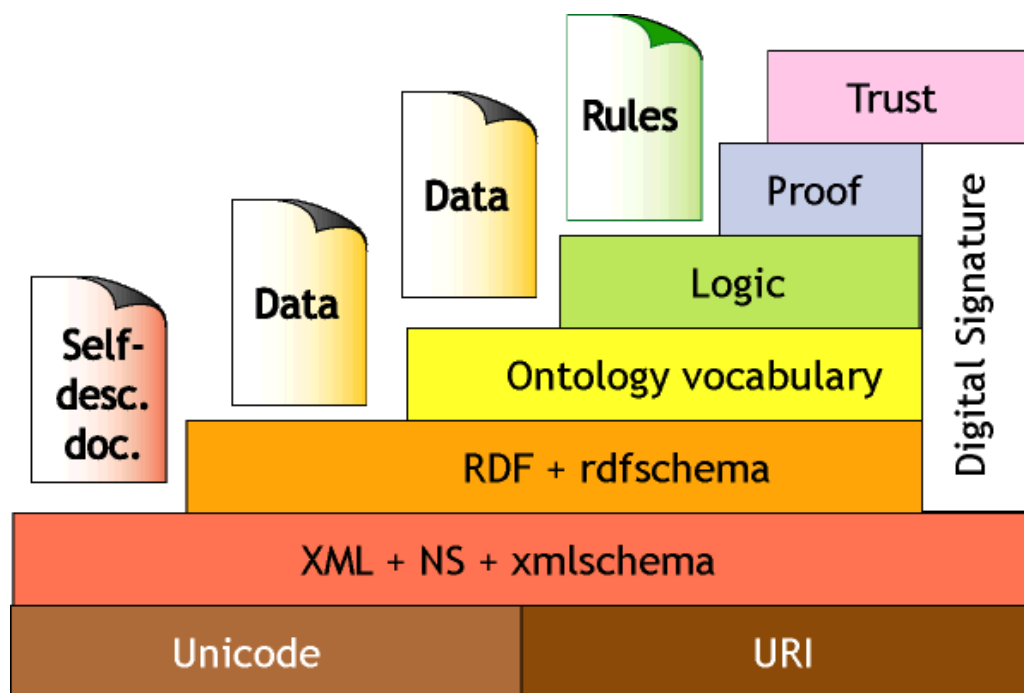 Rules
Trust
Data
Proof
Data
Logic
Self-
desc.
doc.
Ontology vocabulary
Digital Signature
RDF + rdfschema
XML + NS + xmlschema
Unicode
URI